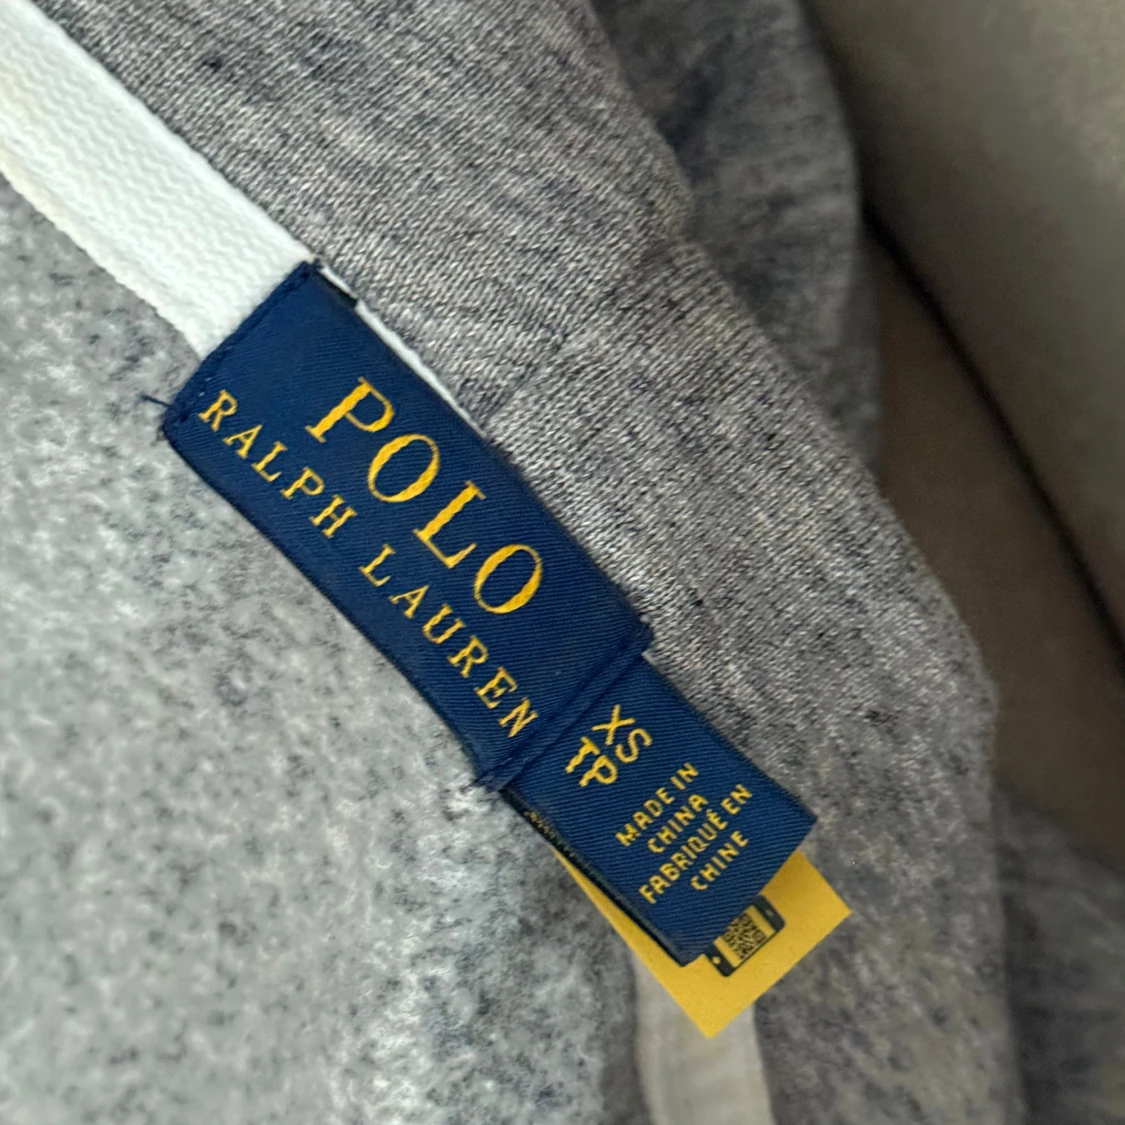 POLO
RALPH LAUREN
XS
TP
MADE IN
CHINA
FABRIQUÉ EN
CHINE